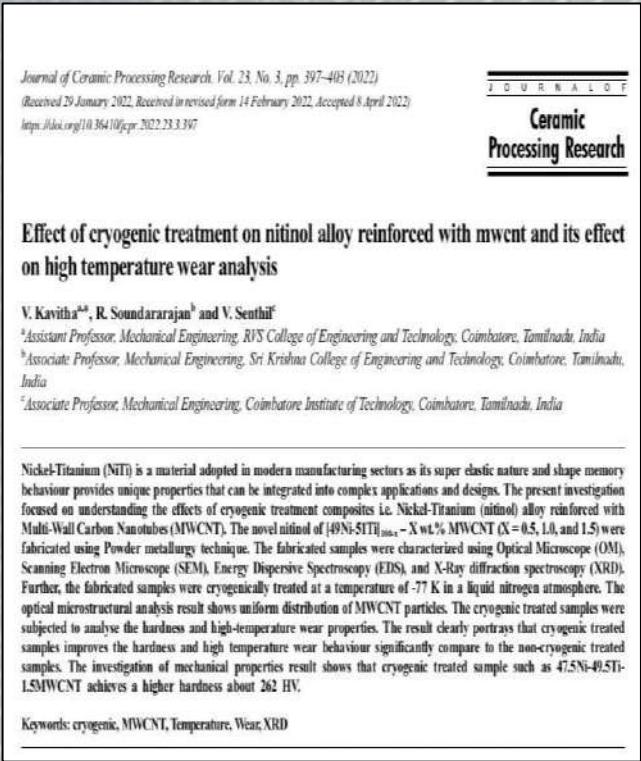 Journal of Ceramic Processing Research. Vol. 23, No. 3, pp. 397~403 (2022)
(Received 29 January 2022, Received in revised form 14 February 2022, Accepted 8 April 2022)
https://doi.org/10.36410/jcpr.2022.23.3.397
JOURNALOF
Ceramic
Processing Research
Effect of cryogenic treatment on nitinol alloy reinforced with mwcnt and its effect
on high temperature wear analysis
V. Kavitha, R. Soundararajan and V. Senthil
Assistant Professor, Mechanical Engineering, RVS College of Engineering and Technology, Coimbatore, Tamilnadu, India
Associate Professor, Mechanical Engineering, Sri Krishna College of Engineering and Technology, Coimbatore, Tamilnadu,
India
Associate Professor, Mechanical Engineering, Coimbatore Institute of Technology, Coimbatore, Tamilnadu, India
Nickel-Titanium (NiTi) is a material adopted in modern manufacturing sectors as its super elastic nature and shape memory
behaviour provides unique properties that can be integrated into complex applications and designs. The present investigation
focused on understanding the effects of cryogenic treatment composites i.e. Nickel-Titanium (nitinol) alloy reinforced with
Multi-Wall Carbon Nanotubes (MWCNT). The novel nitinol of [49Ni-51Ti] – X wt.% MWCNT (X = 0.5, 1.0, and 1.5) were
fabricated using Powder metallurgy technique. The fabricated samples were characterized using Optical Microscope (OM),
Scanning Electron Microscope (SEM), Energy Dispersive Spectroscopy (EDS), and X-Ray diffraction spectroscopy (XRD).
Further, the fabricated samples were cryogenically treated at a temperature of -77 K in a liquid nitrogen atmosphere. The
optical microstructural analysis result shows uniform distribution of MWCNT particles. The cryogenic treated samples were
subjected to analyse the hardness and high-temperature wear properties. The result clearly portrays that cryogenic treated
samples improves the hardness and high temperature wear behaviour significantly compare to the non-cryogenic treated
samples. The investigation of mechanical properties result shows that cryogenic treated sample such as 47.5Ni-49.5Ti-
1.5MWCNT achieves a higher hardness about 262 HV.
Keywords: cryogenic, MWCNT, Temperature, Wear, XRD